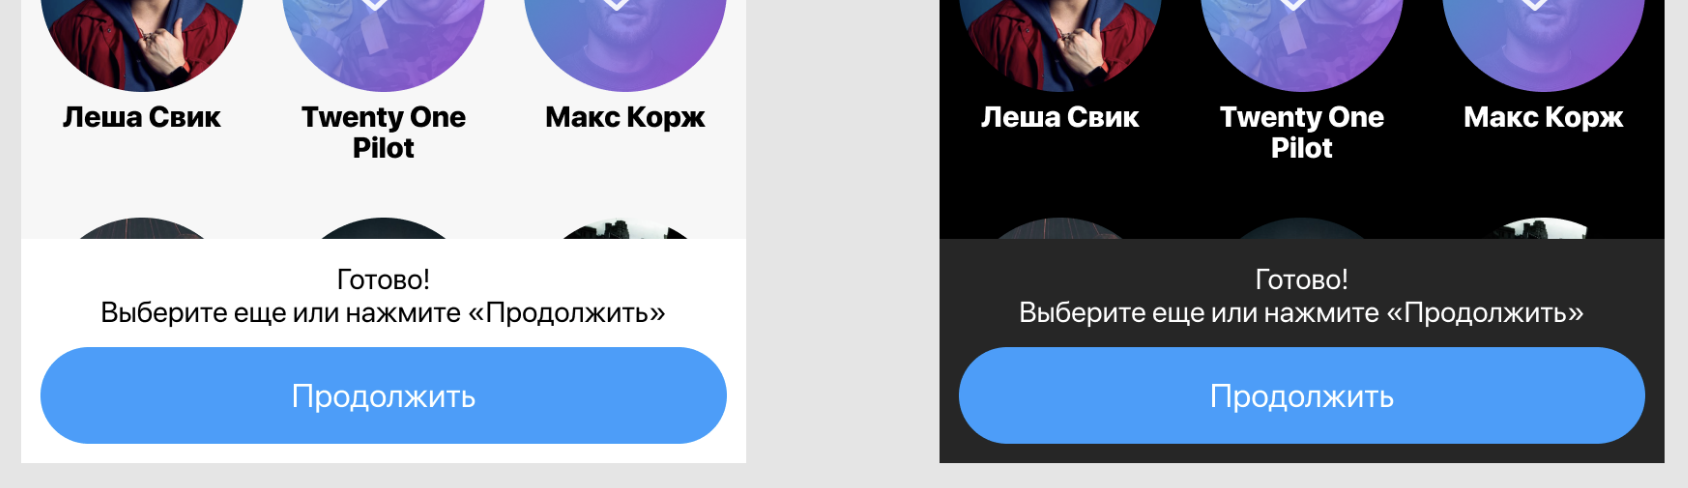 Леша Свик
Twenty One
Pilot
Макс Корж
Готово!
Выберите еще или нажмите «Продолжить»
Продолжить
Леша Свик
Twenty One
Pilot
Макс Корж
Готово!
Выберите еще или нажмите «Продолжить»
Продолжить